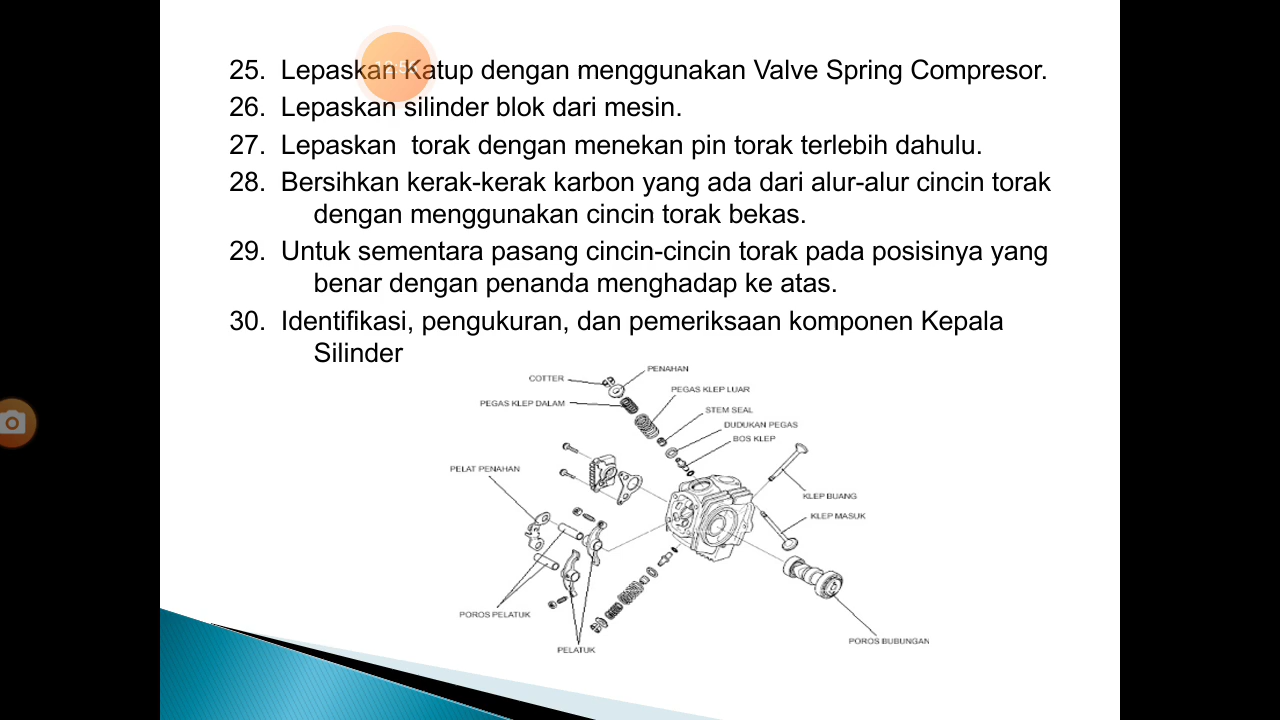 25. Lepaskan Katup dengan menggunakan Valve Spring Compresor.
26. Lepaskan silinder blok dari mesin.
27. Lepaskan torak dengan menekan pin torak terlebih dahulu.
28. Bersihkan kerak-kerak karbon yang ada dari alur-alur cincin torak
dengan menggunakan cincin torak bekas.
29. Untuk sementara pasang cincin-cincin torak pada posisinya yang
benar dengan penanda menghadap ke atas.
30. Identifikasi, pengukuran, dan pemeriksaan komponen Kepala
Silinder
PENAHAN
COTTER
PEGAS KLEP LUAR
PEGAS KLEP DALAM
STEM SEAL
DUDUKAN PEGAS
BOS KLEP
PELAT PENAHAN
KLEP BUANG
KLEP MASUK
POROS PELATUK
POROS BUBUNGAN
PELATUK